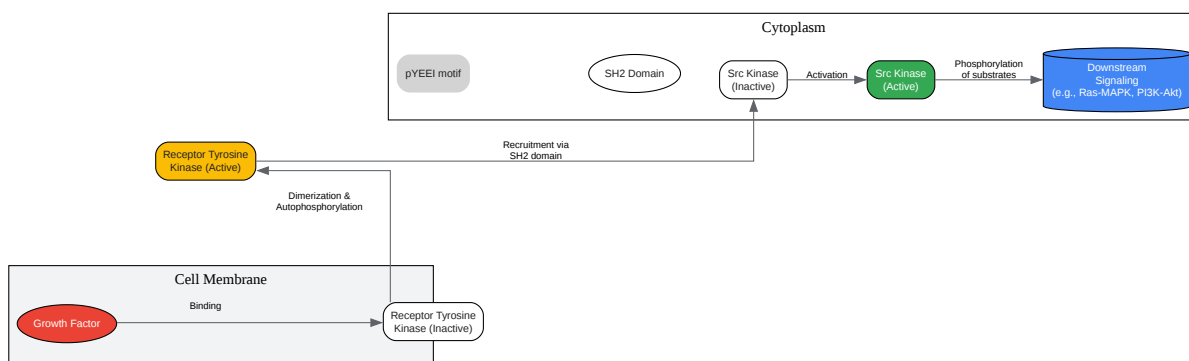 Cytoplasm
pYEEI motif
SH2 Domain
Src Kinase
(Inactive)
Activation
Src Kinase
(Active)
Phosphorylation
of substrates
Downstream
Signaling
(e.g., Ras-MAPK, PI3K-Akt)
Receptor Tyrosine
Kinase (Active)
Recruitment via
SH2 domain
Dimerization &
Autophosphorylation
Cell Membrane
Growth Factor
Binding
Receptor Tyrosine
Kinase (Inactive)